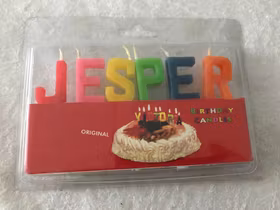 JESPER
BIRTHDAY
CANDLES
ORIGINAL